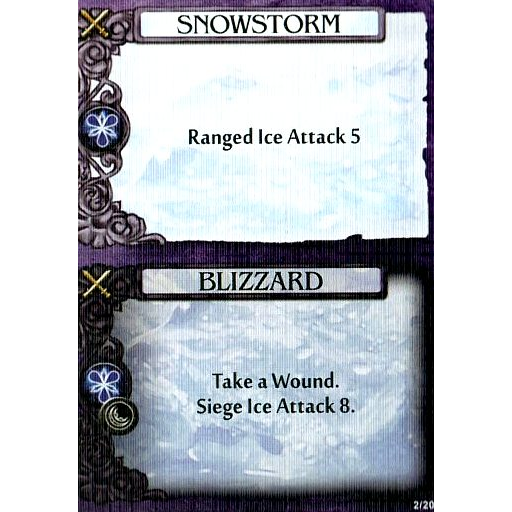 SNOWSTORM
Ranged Ice Attack 5
BLIZZARD
Take a Wound.
Siege Ice Attack 8.
2/20